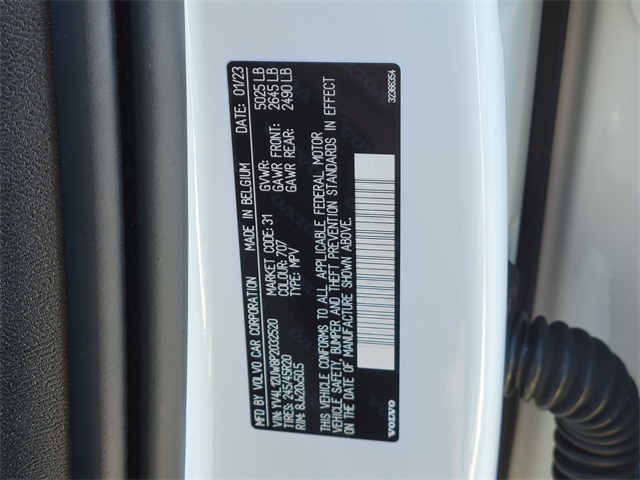 MFD BY VOLVO CAR CORPORATION MADE IN BELGIUM DATE: 01/23
VIN: YV4L12UW8P2032520 MARKET CODE: 31 GVWR: 5025 LB
TIRES: 245/45R20 COLOUR: 707 GAWR FRONT: 2645 LB
RIM: 8Jx20x50.5 TYPE: MPV GAWR REAR: 2490 LB
THIS VEHICLE CONFORMS TO ALL APPLICABLE FEDERAL MOTOR
VEHICLE SAFETY, BUMPER AND THEFT PREVENTION STANDARDS IN EFFECT
ON THE DATE OF MANUFACTURE SHOWN ABOVE.
VOLVO 32366354